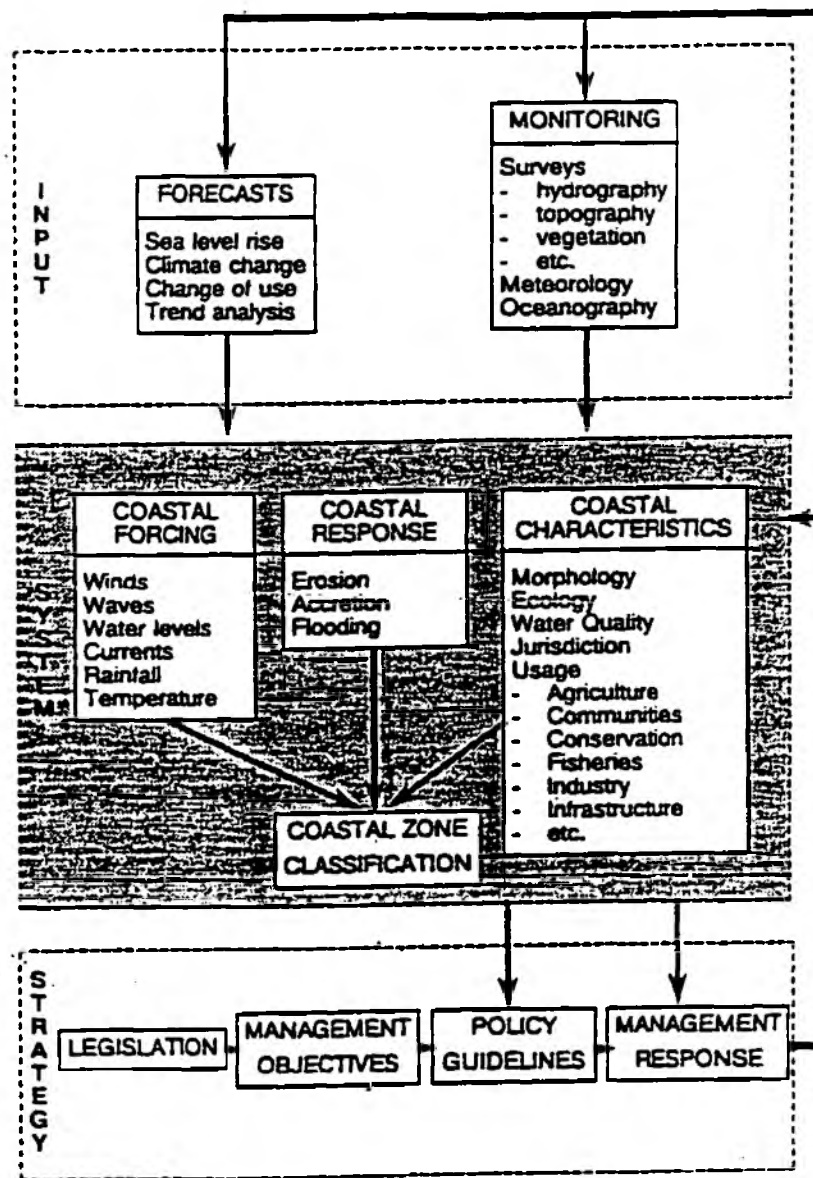 INPUT
FORECASTS
Sea level rise
Climate change
Change of use
Trend analysis
MONITORING
Surveys
- hydrography
- topography
- vegetation
- etc.
Meteorology
Oceanography
SYSTEM
COASTAL
FORCING
Winds
Waves
Water levels
Currents
Rainfall
Temperature
COASTAL
RESPONSE
Erosion
Accretion
Flooding
COASTAL
CHARACTERISTICS
Morphology
Ecology
Water Quality
Jurisdiction
Usage
- Agriculture
- Communities
- Conservation
- Fisheries
- Industry
- Infrastructure
- etc.
COASTAL ZONE
CLASSIFICATION
STRATEGY
LEGISLATION
MANAGEMENT
OBJECTIVES
POLICY
GUIDELINES
MANAGEMENT
RESPONSE